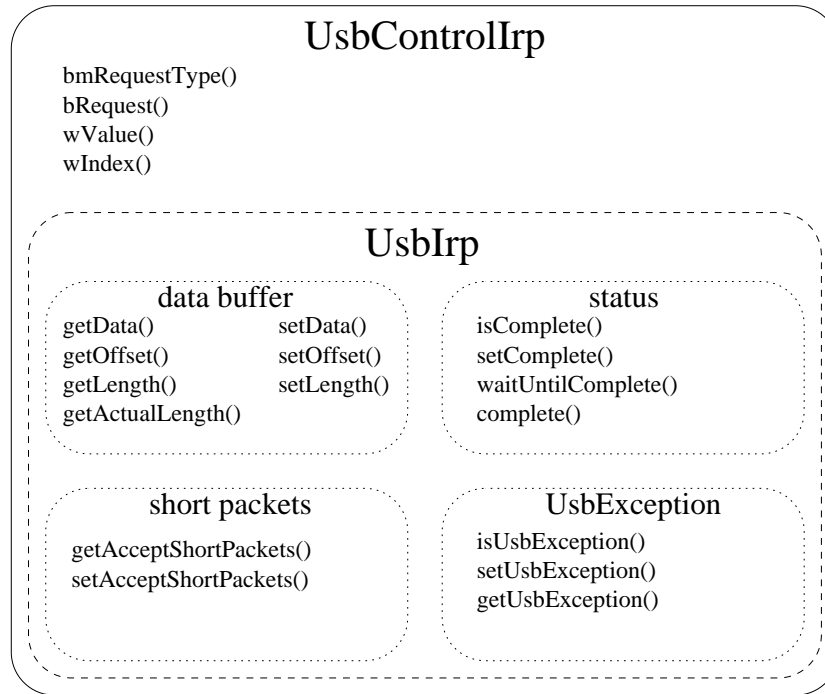 UsbControlIrp
bmRequestType()
bRequest()
wValue()
wIndex()
UsbIrp
data buffer
getData() setData()
getOffset() setOffset()
getLength() setLength()
getActualLength()
status
isComplete()
setComplete()
waitUntilComplete()
complete()
short packets
getAcceptShortPackets()
setAcceptShortPackets()
UsbException
isUsbException()
setUsbException()
getUsbException()